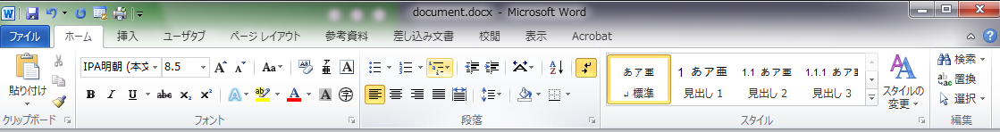 document.docx - Microsoft Word
ファイル ホーム 挿入 ユーザタブ ページ レイアウト 参考資料 差し込み文書 校閲 表示 Acrobat
IPA明朝 (本文 8.5 Aa ア亜 A あア亜 1 あア亜 1.1 あア亜 1.1.1 あア 検索
貼り付け B I U abc x₂ x² A ab A A 字 標準 見出し 1 見出し 2 見出し 3 スタイルの変更 置換
選択
クリップボード フォント 段落 スタイル 編集